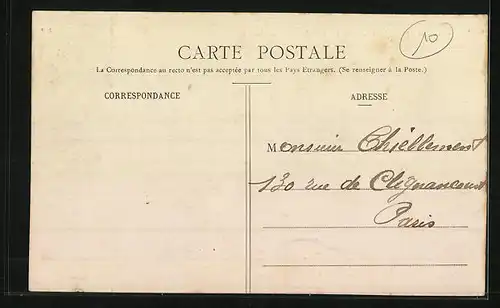 10
CARTE POSTALE
La Correspondance au recto n'est pas acceptée par tous les Pays Etrangers. (Se renseigner à la Poste.)
CORRESPONDANCE
ADRESSE
Monsieur Chiellement
130 rue de Clignancourt
Paris